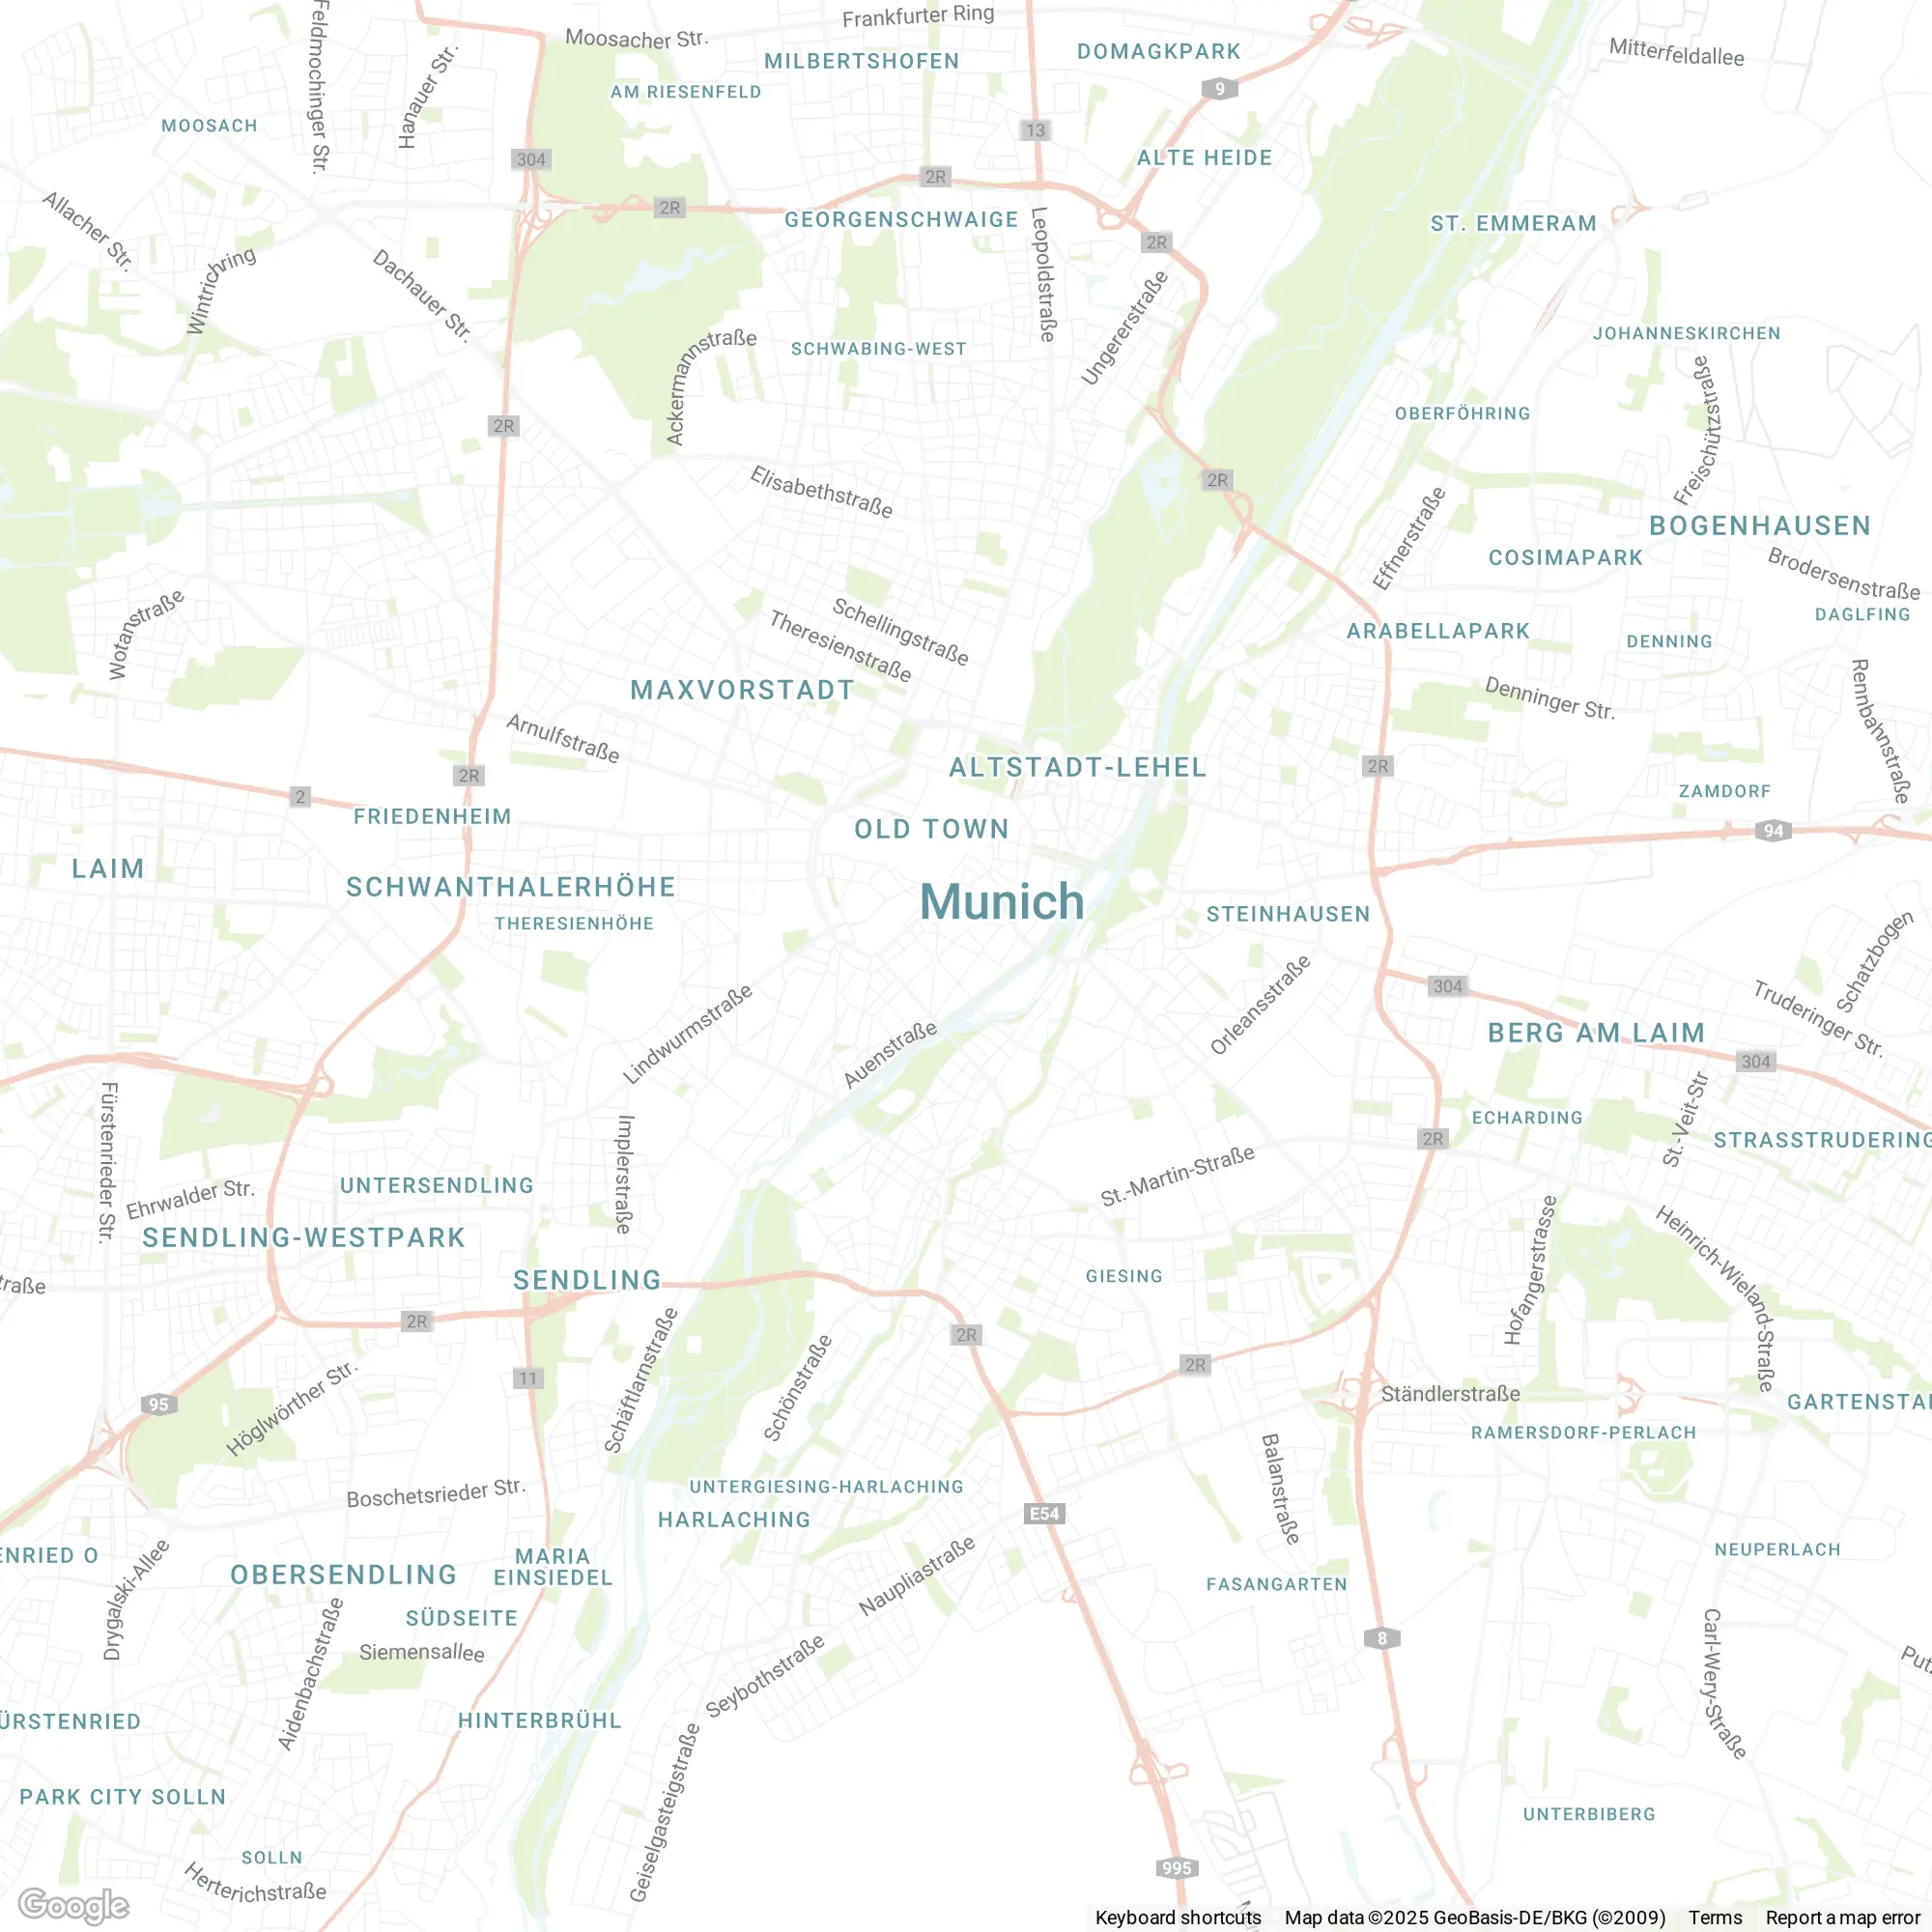 Frankfurter Ring
Moosacher Str.
Feldmochinger Str.
Hanauer Str.
MILBERTSHOFEN
DOMAGKPARK
Mitterfeldallee
AM RIESENFELD
9
MOOSACH
13
304
ALTE HEIDE
2R
2R
Allacher Str.
GEORGENSCHWAIGE
Leopoldstraße
ST. EMMERAM
2R
Wintrichring
Dachauer Str.
Ungererstraße
Ackermannstraße
SCHWABING-WEST
JOHANNESKIRCHEN
Freischützstraße
OBERFÖHRING
2R
2R
Elisabethstraße
Effnerstraße
BOGENHAUSEN
COSIMAPARK
Brodersenstraße
Wotanstraße
Schellingstraße
Theresienstraße
DAGLFING
ARABELLAPARK
DENNING
MAXVORSTADT
Denninger Str.
Rennbahnstraße
Arnulfstraße
ALTSTADT-LEHEL
2R
2R
2
ZAMDORF
FRIEDENHEIM
OLD TOWN
94
LAIM
SCHWANTHALERHÖHE
Munich
THERESIENHÖHE
STEINHAUSEN
Schatzbogen
304
Orleansstraße
Lindwurmstraße
Truderinger Str.
Auenstraße
BERG AM LAIM
304
Fürstenrieder Str.
St.-Veit-Str
ECHARDING
Implerstraße
2R
STRASSTRUDERING
St.-Martin-Straße
UNTERSENDLING
Ehrwalder Str.
SENDLING-WESTPARK
Hofangerstrasse
Heinrich-Wieland-Straße
SENDLING
GIESING
traße
2R
Schäftlarnstraße
2R
Schönstraße
2R
11
Höglwörther Str.
95
Ständlerstraße
GARTENSTA
RAMERSDORF-PERLACH
Balanstraße
Boschetsrieder Str.
UNTERGIESING-HARLACHING
HARLACHING
E54
ENRIED O
Drygalski-Allee
MARIA
EINSIEDEL
OBERSENDLING
NEUPERLACH
Naupliastraße
FASANGARTEN
SÜDSEITE
Siemensallee
Aidenbachstraße
8
Carl-Wery-Straße
Putz
Seybothstraße
ÜRSTENRIED
HINTERBRÜHL
Geiselgasteigstraße
PARK CITY SOLLN
UNTERBIBERG
SOLLN
Herterichstraße
995
Google
Keyboard shortcuts
Map data ©2025 GeoBasis-DE/BKG (©2009)
Terms
Report a map error